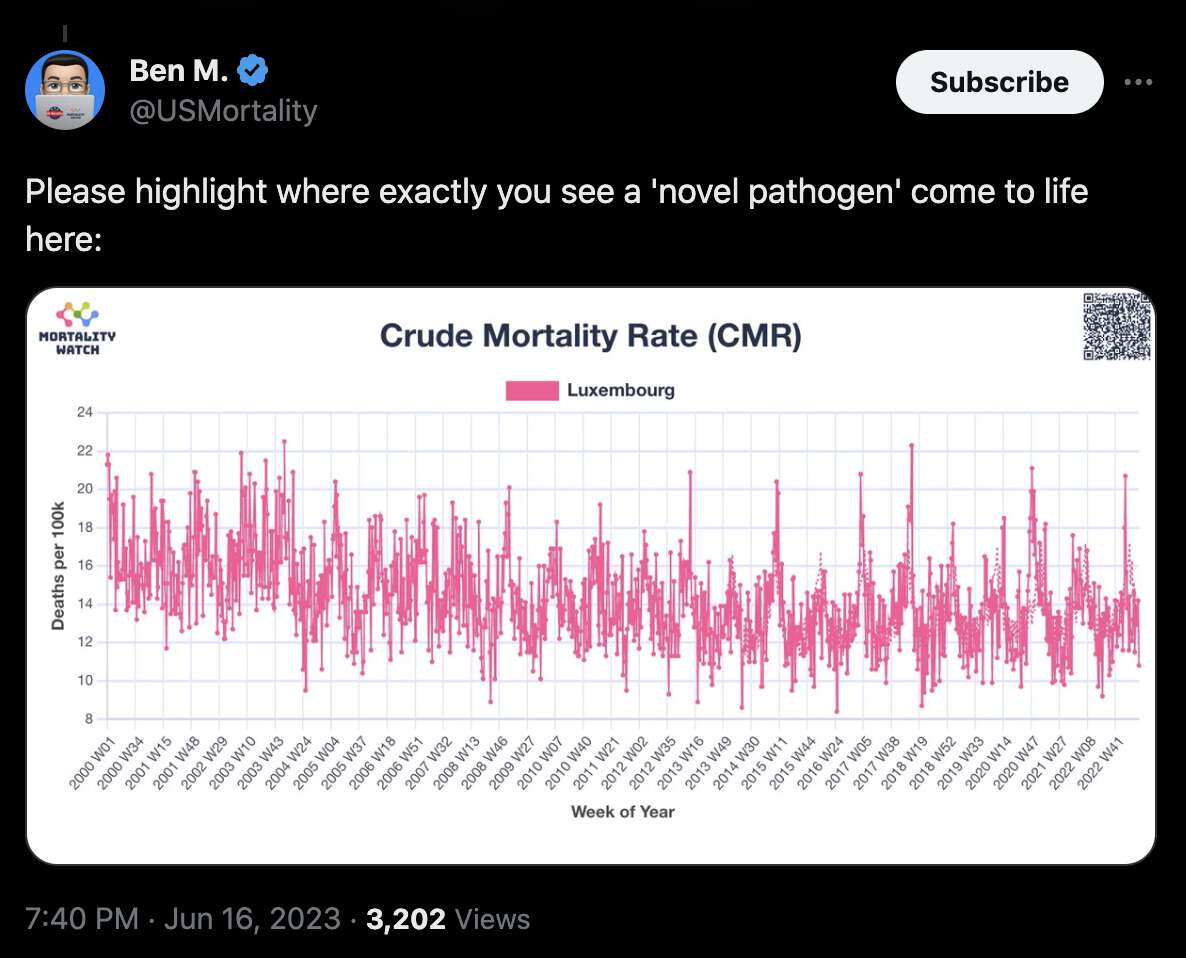 Ben M.
@USMortality
Subscribe
Please highlight where exactly you see a 'novel pathogen' come to life
here:
MORTALITY
WATCH
Crude Mortality Rate (CMR)
Luxembourg
Deaths per 100k
24
22
20
18
16
14
12
10
8
2000 W01
2000 W34
2001 W15
2001 W48
2002 W29
2003 W10
2003 W43
2004 W24
2005 W04
2005 W37
2006 W18
2006 W51
2007 W32
2008 W13
2008 W46
2009 W27
2010 W07
2010 W40
2011 W21
2012 W02
2012 W35
2013 W16
2013 W49
2014 W30
2015 W11
2015 W44
2016 W24
2017 W05
2017 W38
2018 W19
2018 W52
2019 W33
2020 W14
2020 W47
2021 W27
2022 W08
2022 W41
Week of Year
7:40 PM · Jun 16, 2023 · 3,202 Views